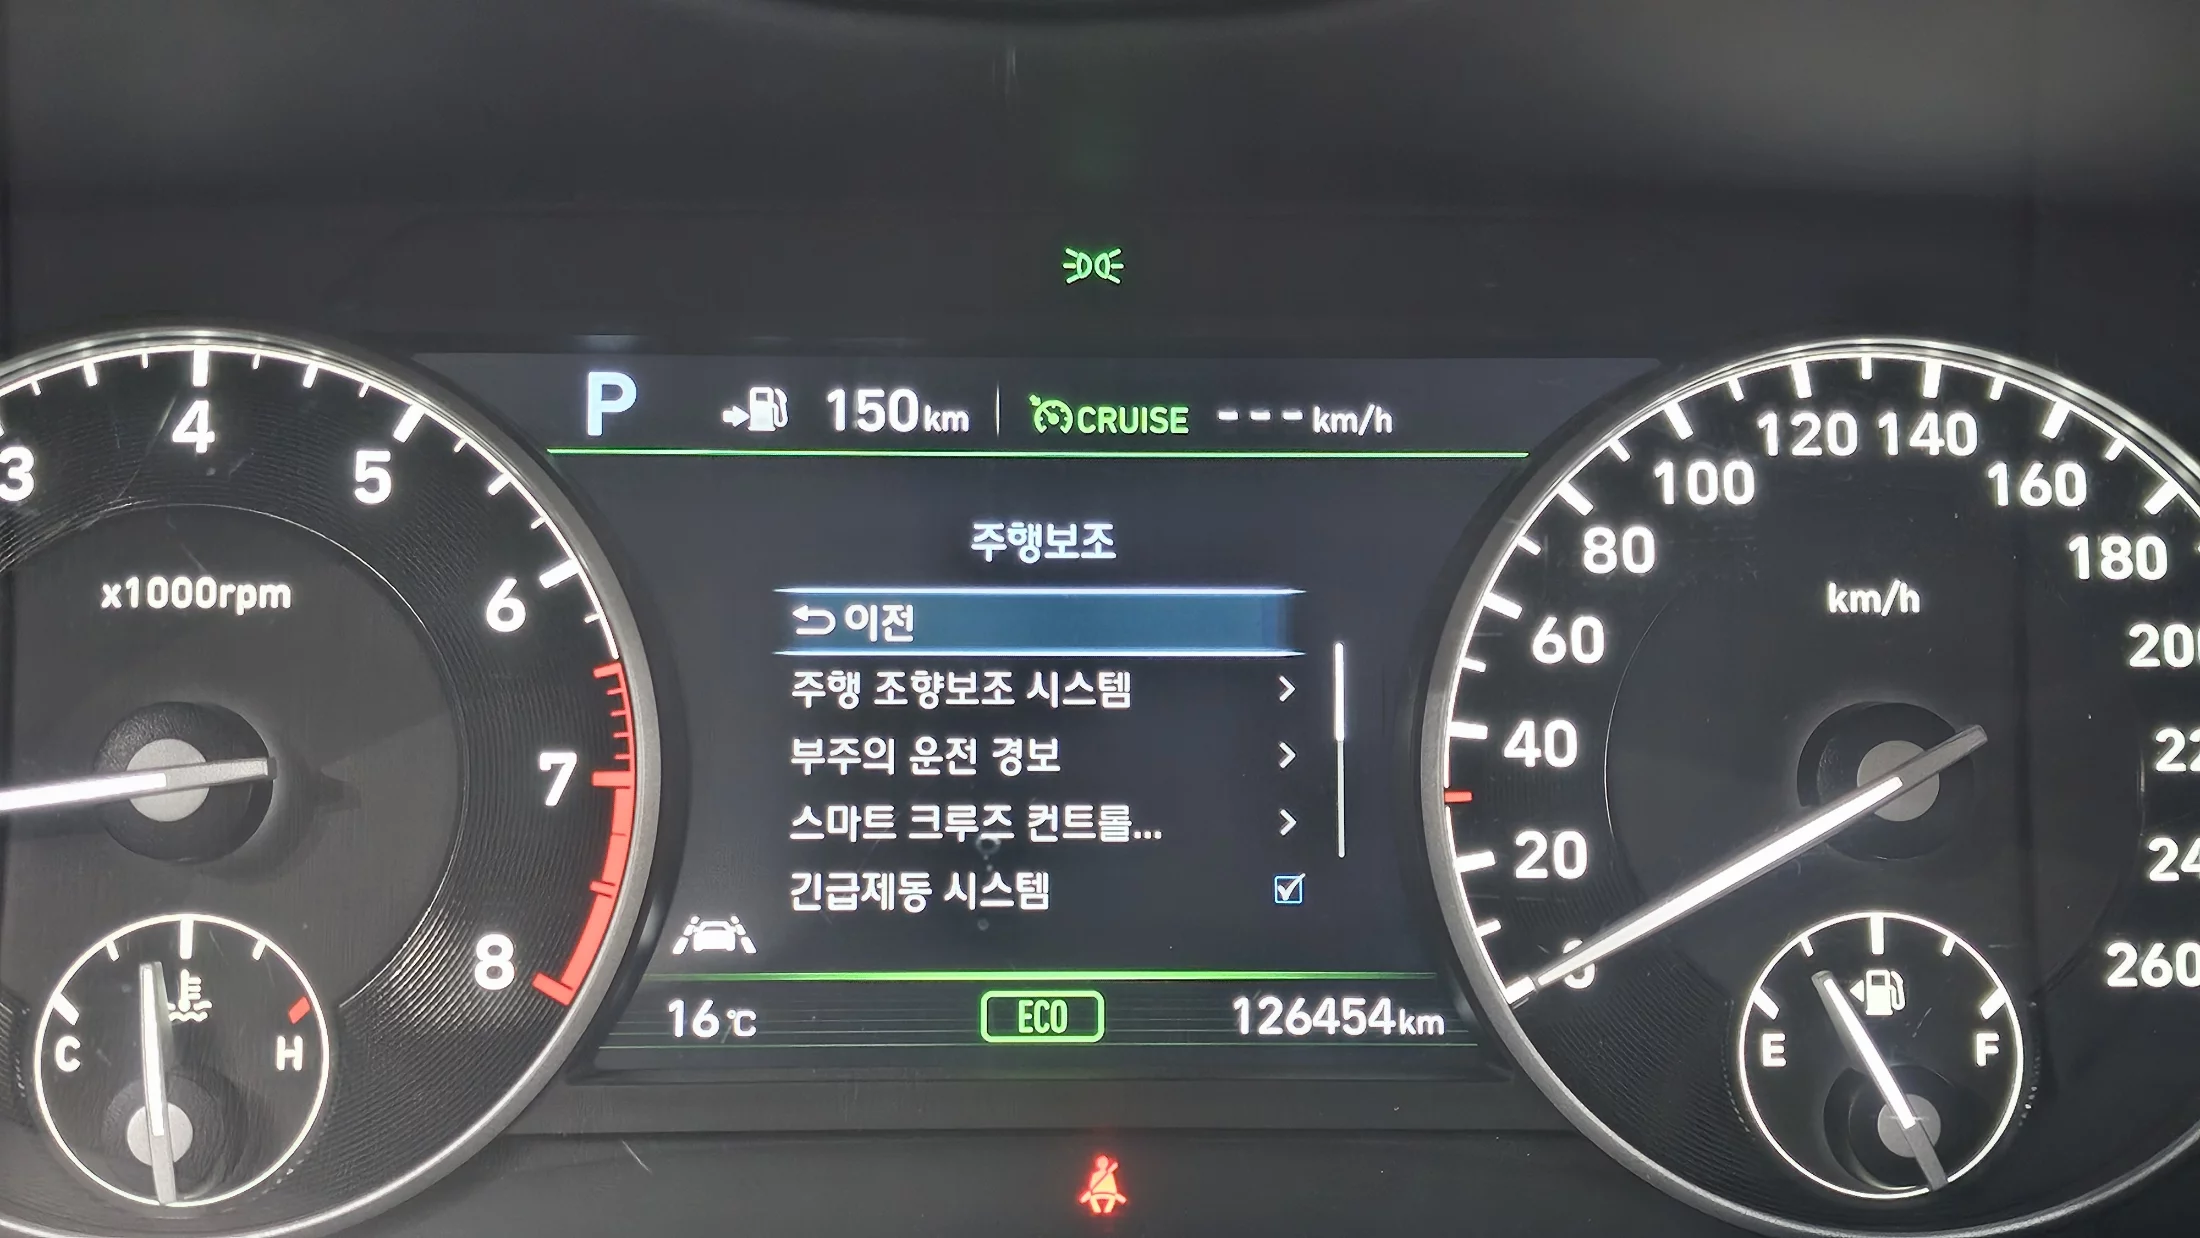 P 150km CRUISE ---km/h
주행보조
이전
주행 조향보조 시스템
부주의 운전 경보
스마트 크루즈 컨트롤...
긴급제동 시스템
16℃ ECO 126454km
3 4 5 6 7 8
x1000rpm
C H
20 40 60 80 100 120 140 160 180 260
km/h
E F